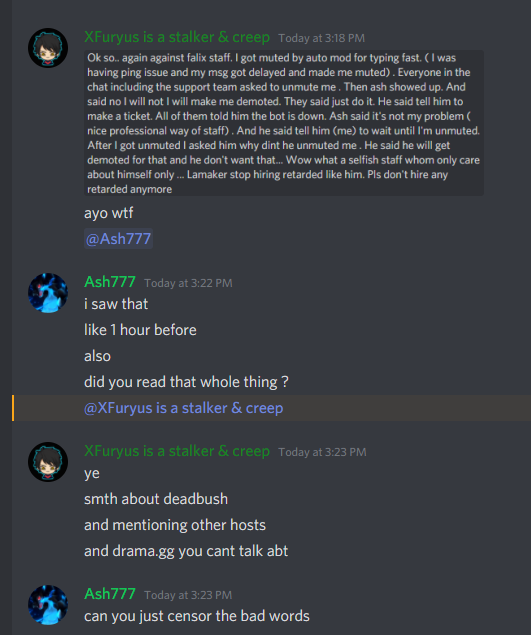 XFuryus is a stalker & creep Today at 3:18 PM
Ok so.. again against falix staff. I got muted by auto mod for typing fast. ( I was
having ping issue and my msg got delayed and made me muted) . Everyone in the
chat including the support team asked to unmute me . Then ash showed up. And
said no I will not I will make me demoted. They said just do it. He said tell him to
make a ticket. All of them told him the bot is down. Ash said it's not my problem (
nice professional way of staff) . And he said tell him (me) to wait until I'm unmuted.
After I got unmuted I asked him why dint he unmuted me . He said he will get
demoted for that and he don't want that... Wow what a selfish staff whom only care
about himself only ... Lamaker stop hiring retarded like him. Pls don't hire any
retarded anymore
ayo wtf
@Ash777
Ash777 Today at 3:22 PM
i saw that
like 1 hour before
also
did you read that whole thing ?
@XFuryus is a stalker & creep
XFuryus is a stalker & creep Today at 3:23 PM
ye
smth about deadbush
and mentioning other hosts
and drama.gg you cant talk abt
Ash777 Today at 3:23 PM
can you just censor the bad words